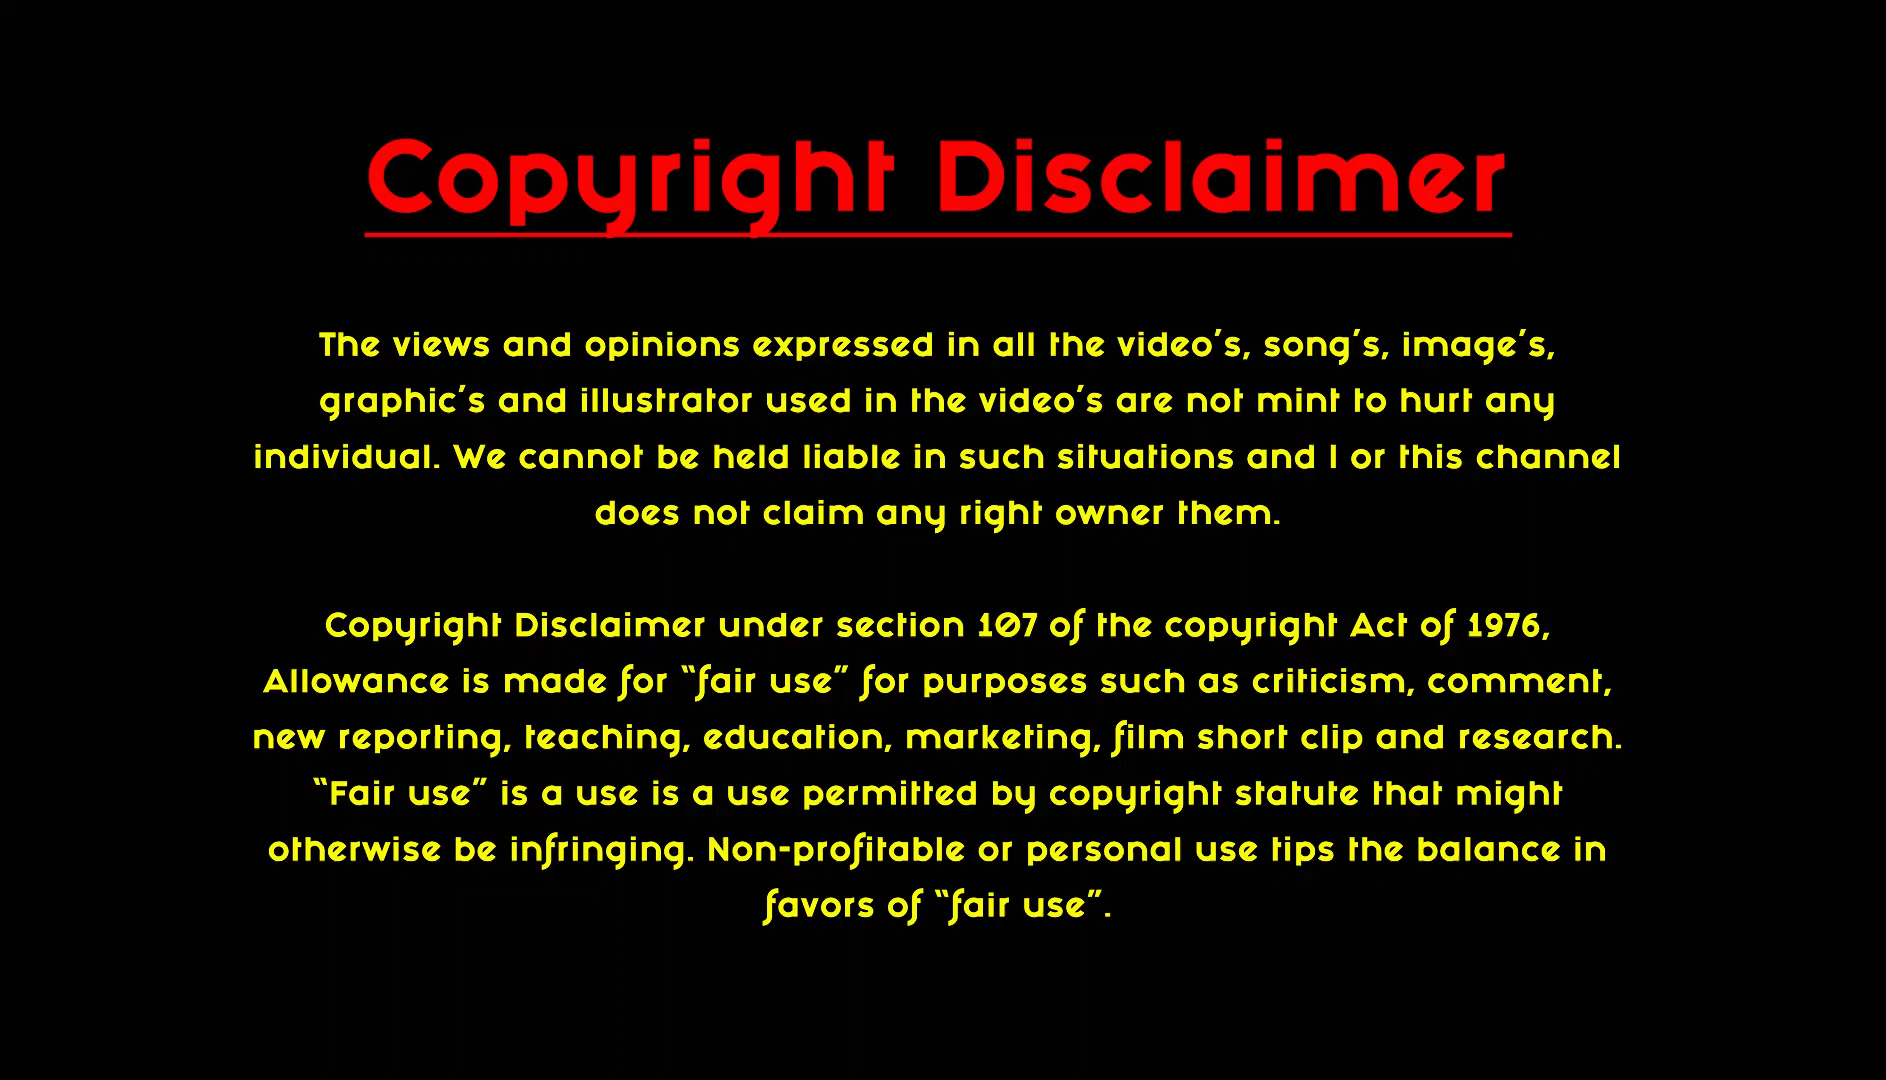 Copyright Disclaimer
The views and opinions expressed in all the video's, song's, image's,
graphic's and illustrator used in the video's are not mint to hurt any
individual. We cannot be held liable in such situations and I or this channel
does not claim any right owner them.
Copyright Disclaimer under section 107 of the copyright Act of 1976,
Allowance is made for “fair use” for purposes such as criticism, comment,
new reporting, teaching, education, marketing, film short clip and research.
“Fair use” is a use is a use permitted by copyright statute that might
otherwise be infringing. Non-profitable or personal use tips the balance in
favors of “fair use”.